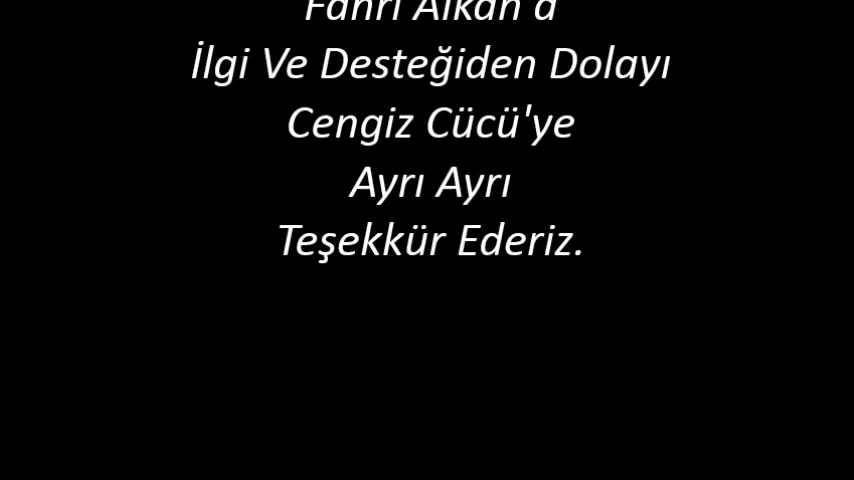 Fahri Alkan'a
İlgi Ve Desteğiden Dolayı
Cengiz Cücü'ye
Ayrı Ayrı
Teşekkür Ederiz.